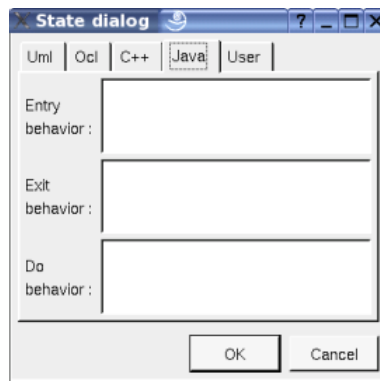 State dialog
Uml Ocl C++ Java User
Entry
behavior :
Exit
behavior :
Do
behavior :
OK Cancel